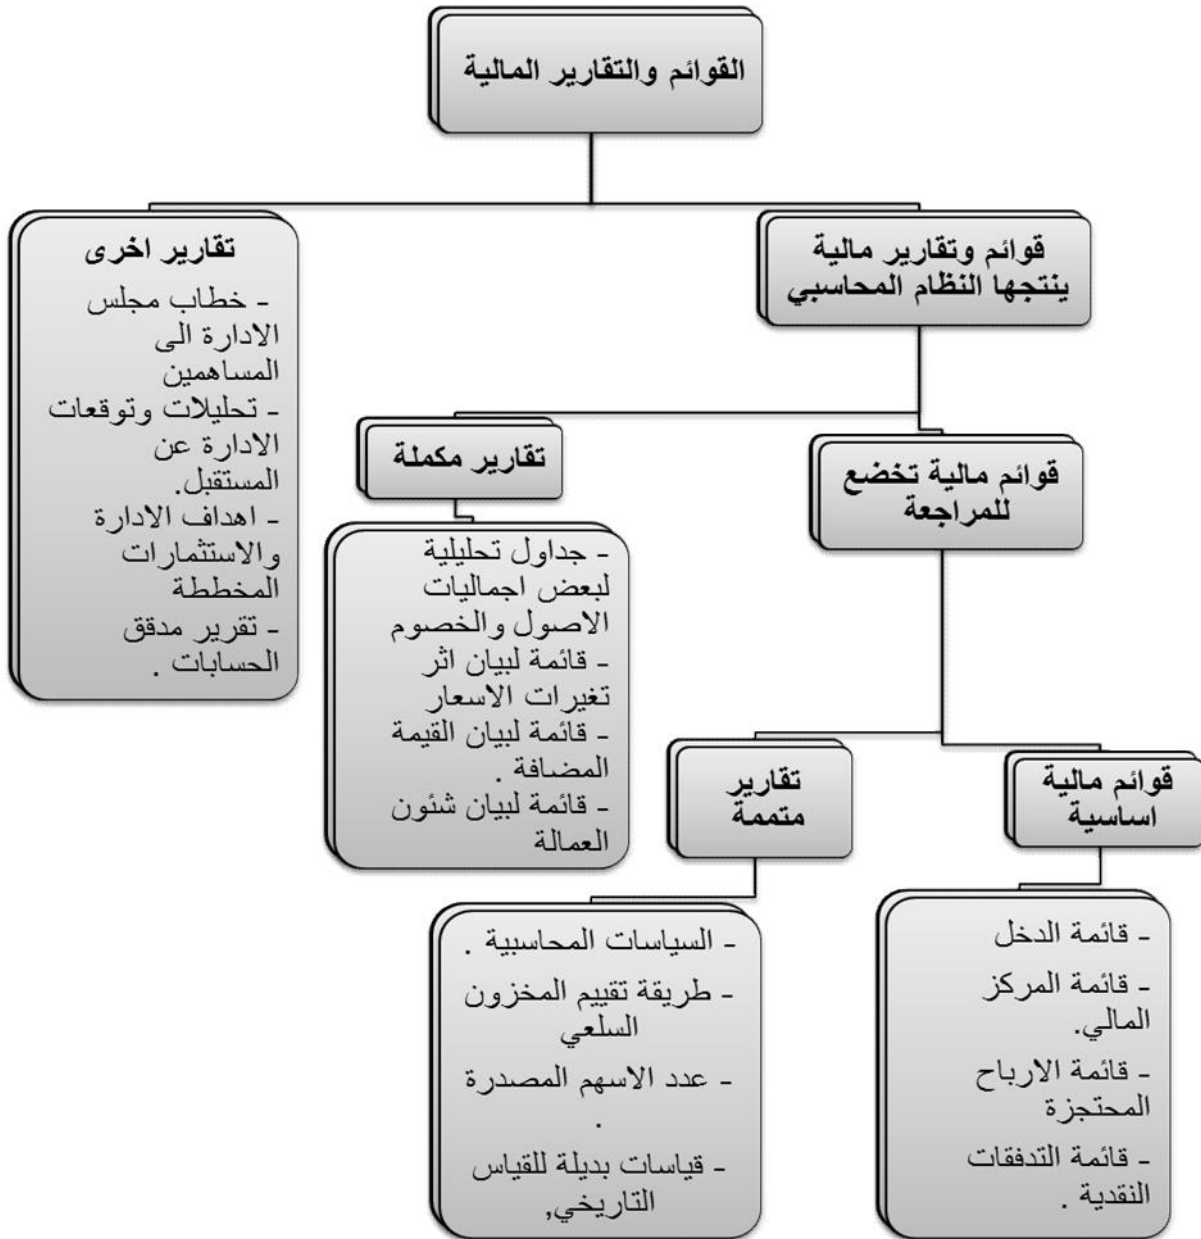 القوائم والتقارير المالية
قوائم وتقارير مالية
ينتجها النظام المحاسبي
تقارير اخرى
- خطاب مجلس
الادارة الى
المساهمين
- تحليلات وتوقعات
الادارة عن
المستقبل.
- اهداف الادارة
والاستثمارات
المخططة
- تقرير مدقق
الحسابات .
قوائم مالية تخضع
للمراجعة
تقارير مكملة
- جداول تحليلية
لبعض اجماليات
الاصول والخصوم
- قائمة لبيان اثر
تغيرات الاسعار
- قائمة لبيان القيمة
المضافة .
- قائمة لبيان شئون
العمالة
قوائم مالية
اساسية
تقارير
متممة
- قائمة الدخل
- قائمة المركز
المالي.
- قائمة الارباح
المحتجزة
- قائمة التدفقات
النقدية .
- السياسات المحاسبية .
- طريقة تقييم المخزون
السلعي
- عدد الاسهم المصدرة
.
- قياسات بديلة للقياس
التاريخي,